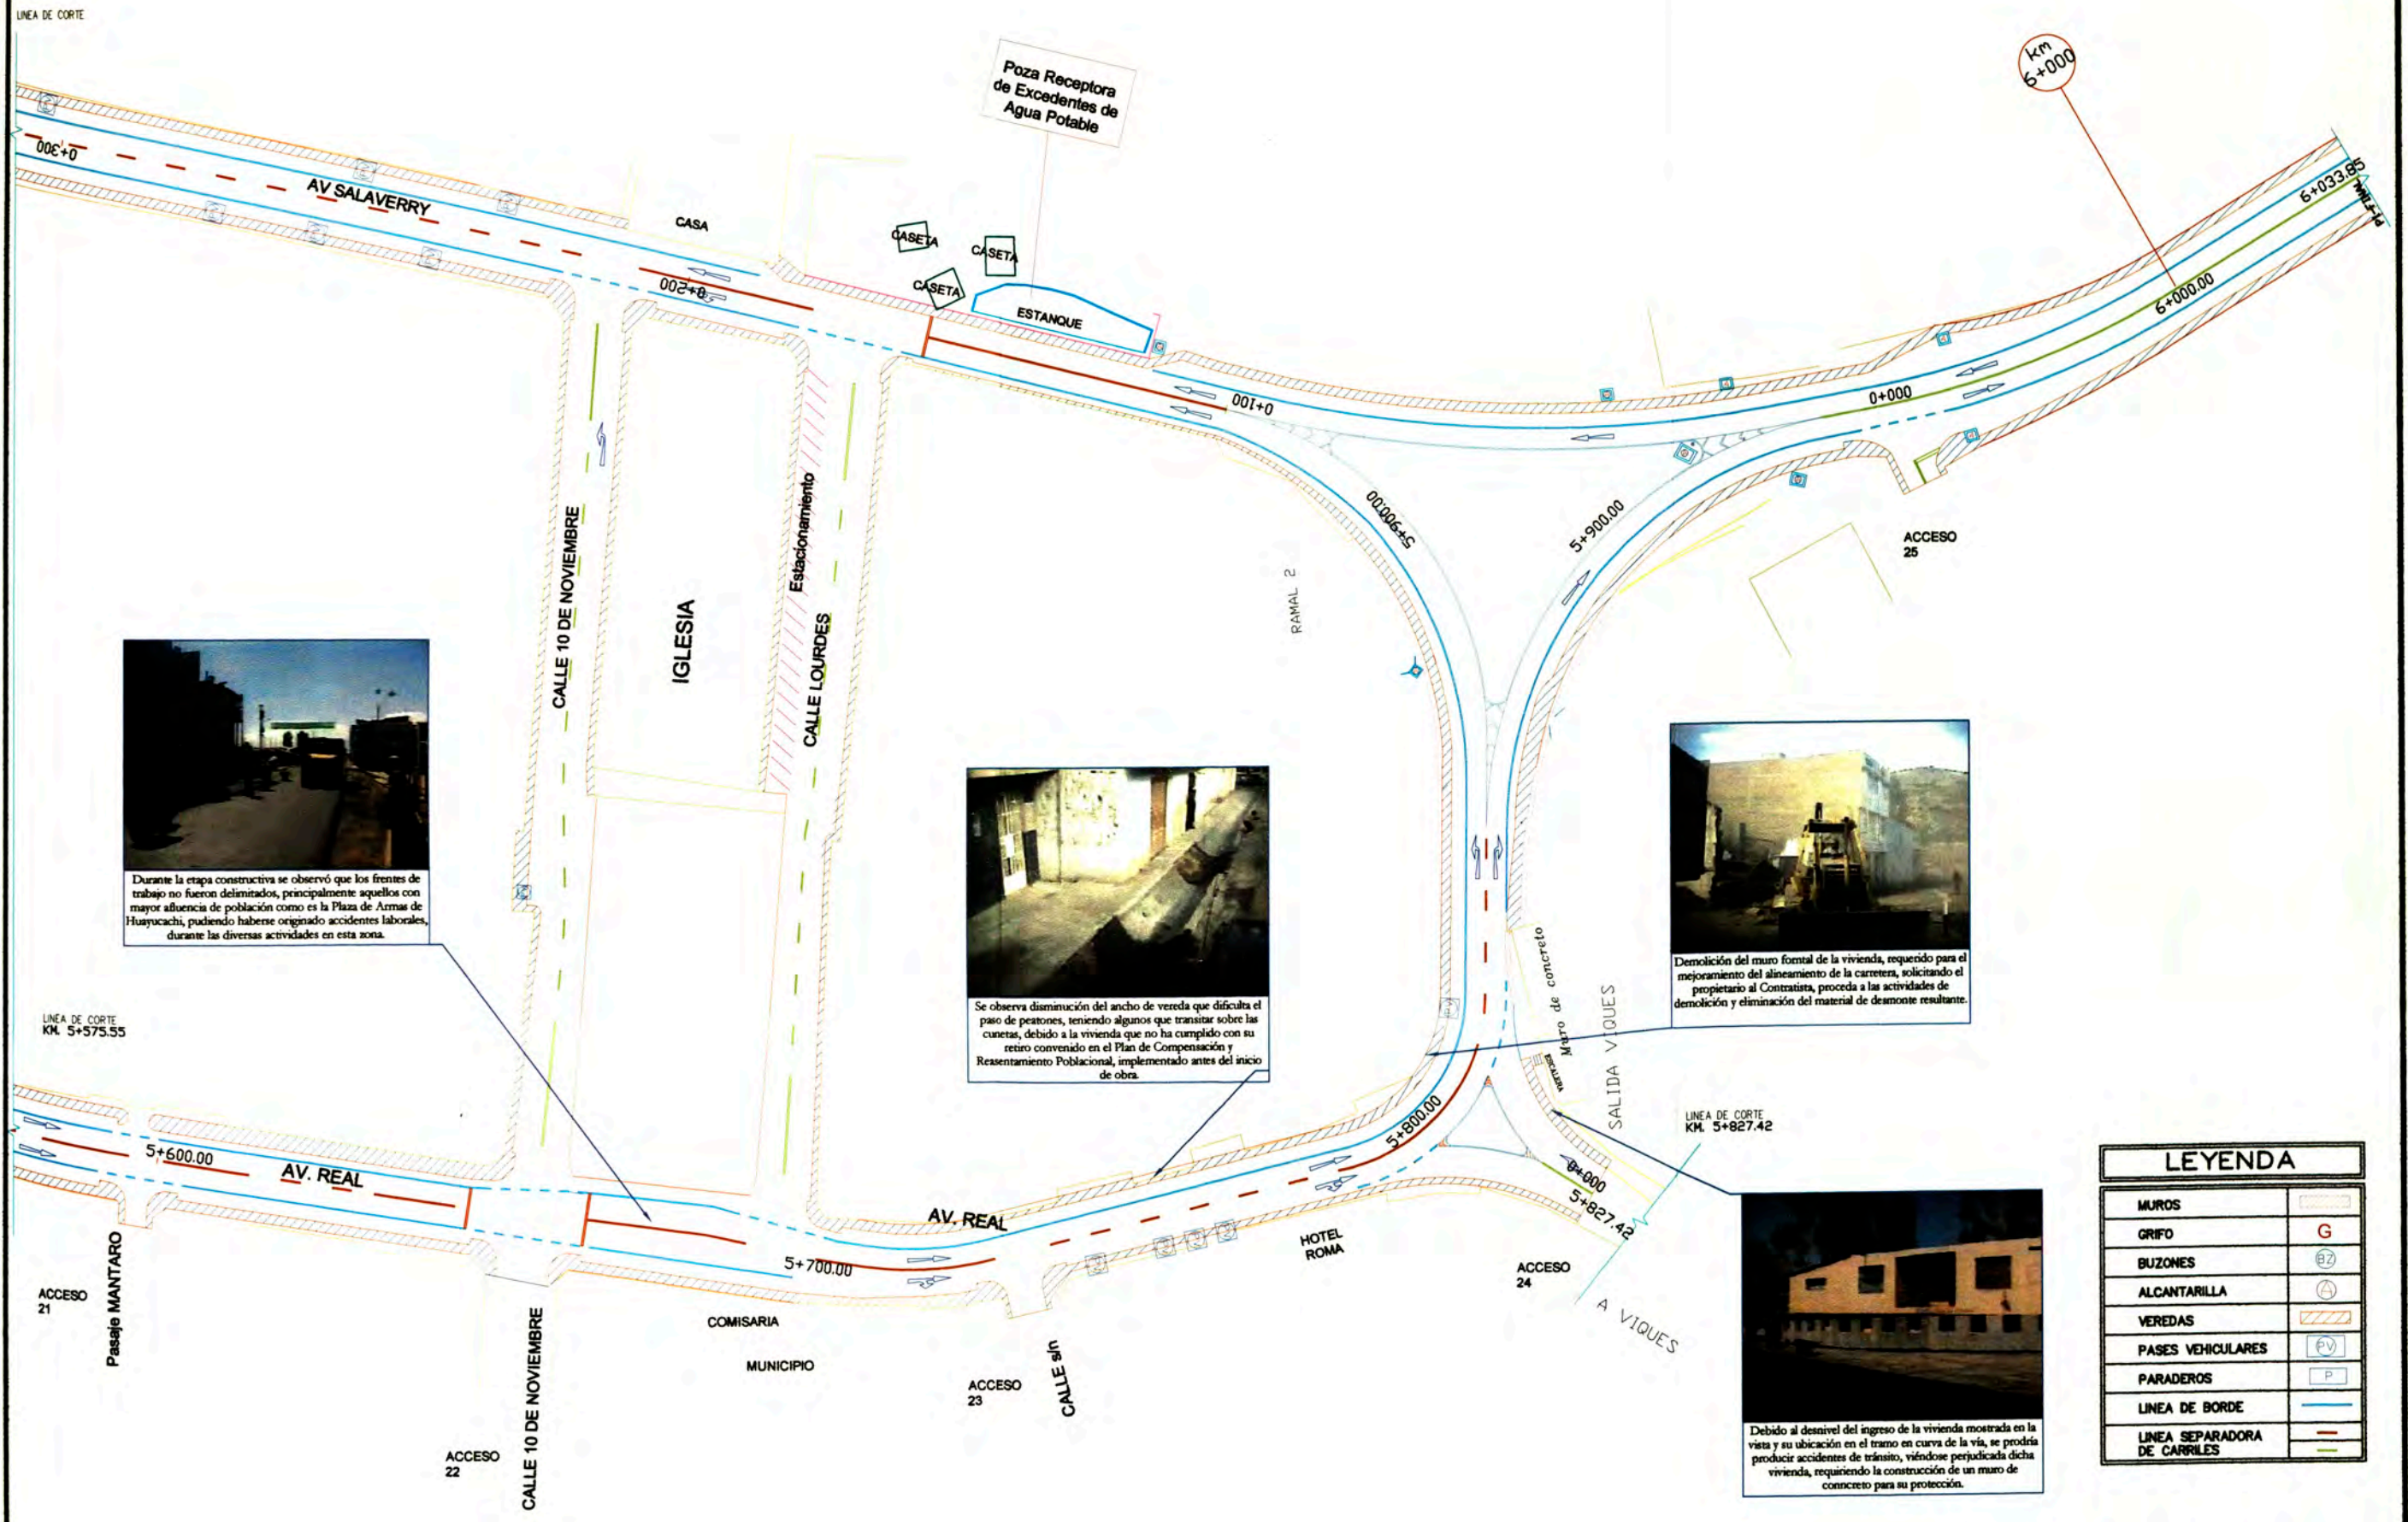 LINEA DE CORTE
Poza Receptora
de Excedentes de
Agua Potable
km
6+000
0+300
AV SALAVERRY
CASA
CASETA
CASETA
CASETA
0+200
ESTANQUE
0+100
0+000
6+000.00
6+033.85
5+900.00
5+900.00
ACCESO
25
RAMAL 2
CALLE 10 DE NOVIEMBRE
IGLESIA
Estacionamiento
CALLE LOURDES
Durante la etapa constructiva se observó que los frentes de
trabajo no fueron delimitados, principalmente aquellos con
mayor afluencia de población como es la Plaza de Armas de
Huayucachi, pudiendo haberse originado accidentes laborales,
durante las diversas actividades en esta zona.
Se observa disminución del ancho de vereda que dificulta el
paso de peatones, teniendo algunos que transitar sobre las
cunetas, debido a la vivienda que no ha cumplido con su
retiro convenido en el Plan de Compensación y
Reasentamiento Poblacional, implementado antes del inicio
de obra.
Demolición del muro forntal de la vivienda, requerido para el
mejoramiento del alineamiento de la carretera, solicitando el
propietario al Contratista, proceda a las actividades de
demolición y eliminación del material de desmonte resultante.
Muro de concreto
ESCALERA
SALIDA VIQUES
LINEA DE CORTE
KM. 5+575.55
LINEA DE CORTE
KM. 5+827.42
5+600.00
AV. REAL
5+700.00
AV. REAL
5+800.00
0+000
5+827.42
HOTEL
ROMA
ACCESO
24
A VIQUES
ACCESO
21
Pasaje MANTARO
COMISARIA
MUNICIPIO
ACCESO
23
CALLE s/n
ACCESO
22
CALLE 10 DE NOVIEMBRE
Debido al desnivel del ingreso de la vivienda mostrada en la
vista y su ubicación en el tramo en curva de la vía, se prodría
producir accidentes de tránsito, viéndose perjudicada dicha
vivienda, requiriendo la construcción de un muro de
conncreto para su protección.
LEYENDA
MUROS
GRIFO G
BUZONES BZ
ALCANTARILLA A
VEREDAS
PASES VEHICULARES PV
PARADEROS P
LINEA DE BORDE
LINEA SEPARADORA
DE CARRILES